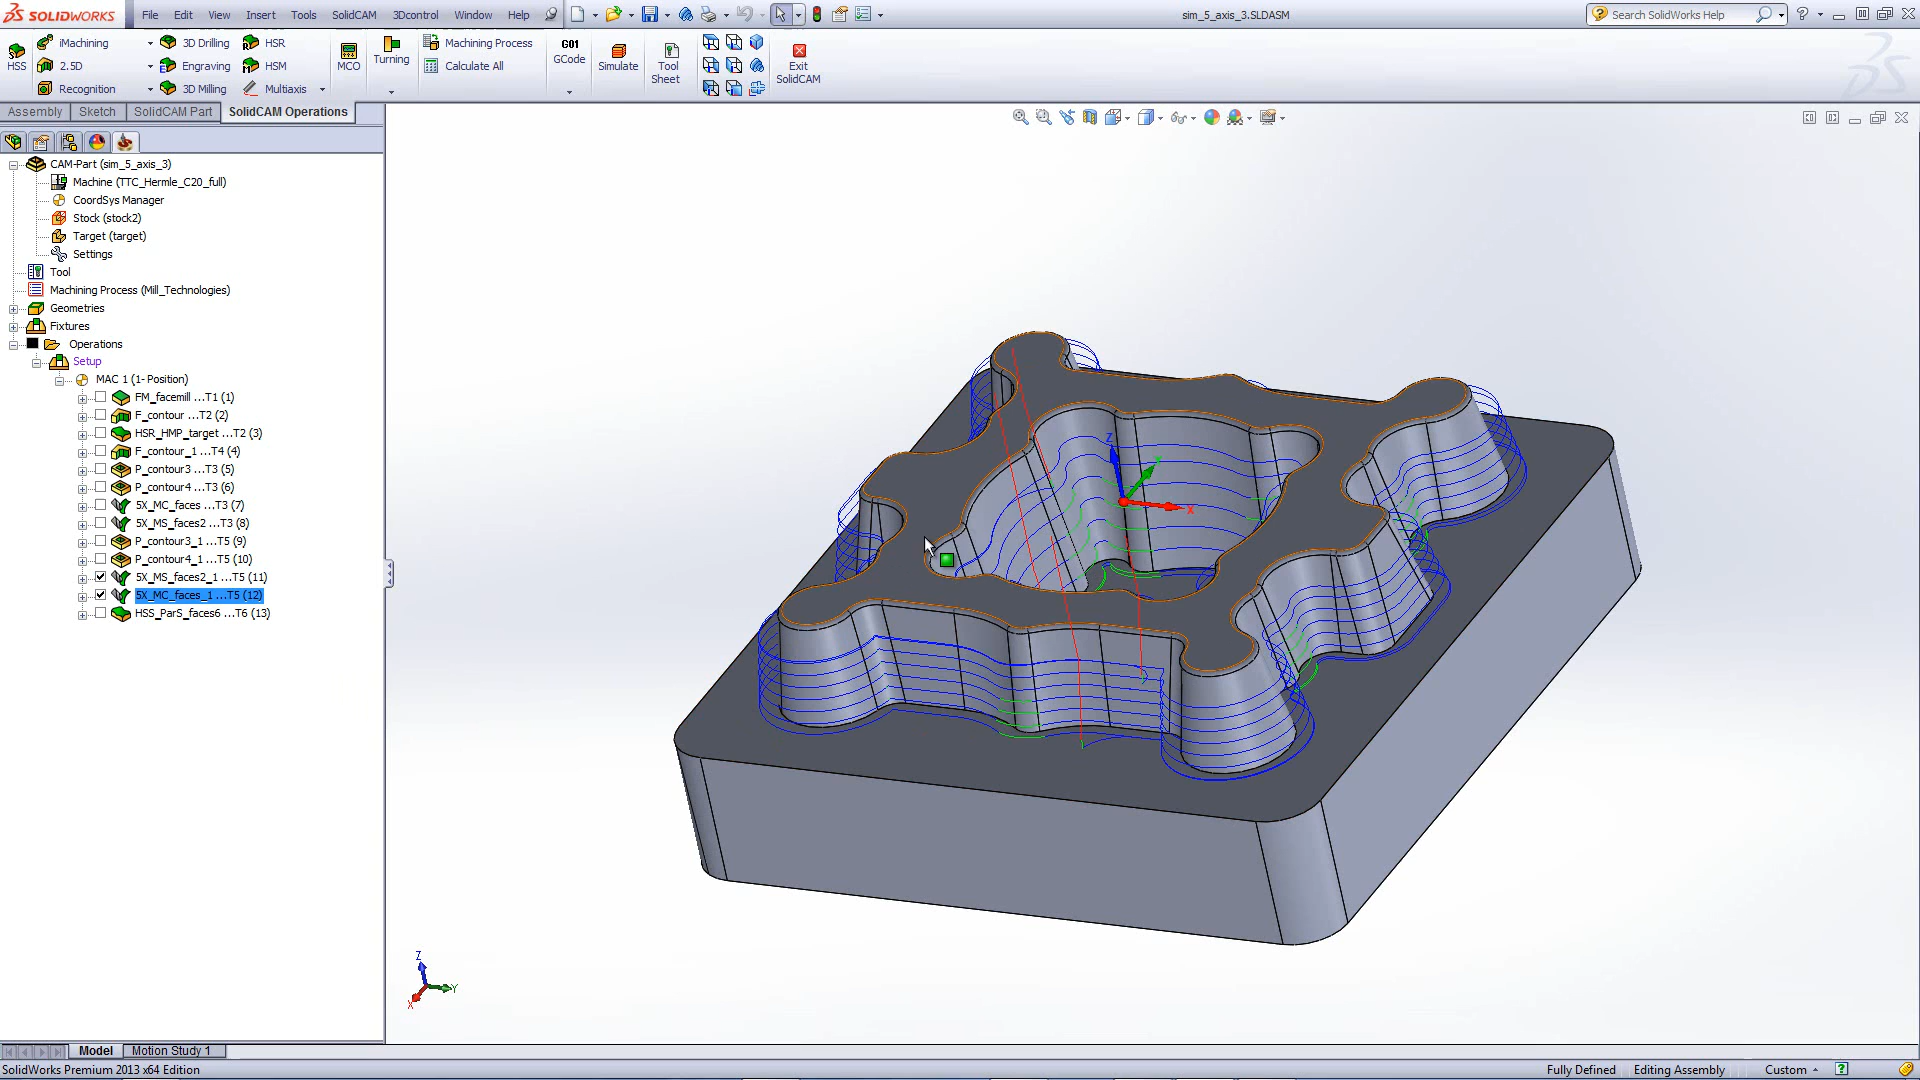 SOLIDWORKS File Edit View Insert Tools SolidCAM 3Dcontrol Window Help sim_5_axis_3.SLDASM Search SolidWorks Help
HSS iMachining 3D Drilling HSR MCO Turning Machining Process G01 GCode Simulate Tool Sheet Exit SolidCAM
2.5D Engraving HSM Calculate All
Recognition 3D Milling Multiaxis
Assembly Sketch SolidCAM Part SolidCAM Operations
CAM-Part (sim_5_axis_3)
Machine (TTC_Hermle_C20_full)
CoordSys Manager
Stock (stock2)
Target (target)
Settings
Tool
Machining Process (Mill_Technologies)
Geometries
Fixtures
Operations
Setup
MAC 1 (1- Position)
FM_facemill ...T1 (1)
F_contour ...T2 (2)
HSR_HMP_target ...T2 (3)
F_contour_1 ...T4 (4)
P_contour3 ...T3 (5)
P_contour4 ...T3 (6)
5X_MC_faces ...T3 (7)
5X_MS_faces2 ...T3 (8)
P_contour3_1 ...T5 (9)
P_contour4_1 ...T5 (10)
5X_MS_faces2_1 ...T5 (11)
5X_MC_faces_1 ...T5 (12)
HSS_ParS_faces6 ...T6 (13)
Z
X
Z
Y
X
Model Motion Study 1
SolidWorks Premium 2013 x64 Edition Fully Defined Editing Assembly Custom